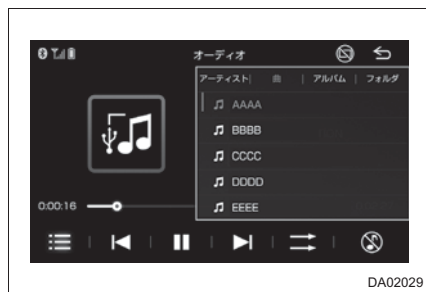 オーディオ
アーティスト| 曲 | アルバム | フォルダ
AAAA
BBBB
CCCC
DDDD
0:00:16
EEEE
DA02029